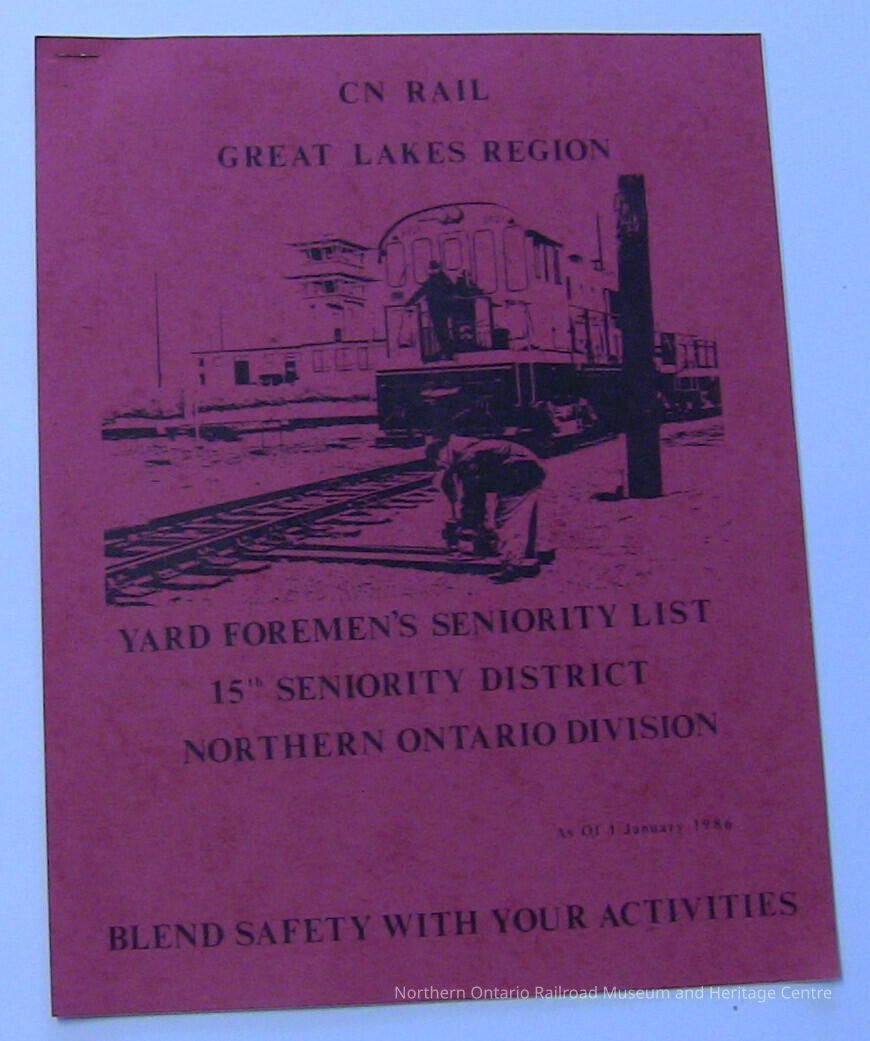 CN RAIL
GREAT LAKES REGION
YARD FOREMEN'S SENIORITY LIST
15th SENIORITY DISTRICT
NORTHERN ONTARIO DIVISION
As Of 1 January 1986
BLEND SAFETY WITH YOUR ACTIVITIES
Northern Ontario Railroad Museum and Heritage Centre